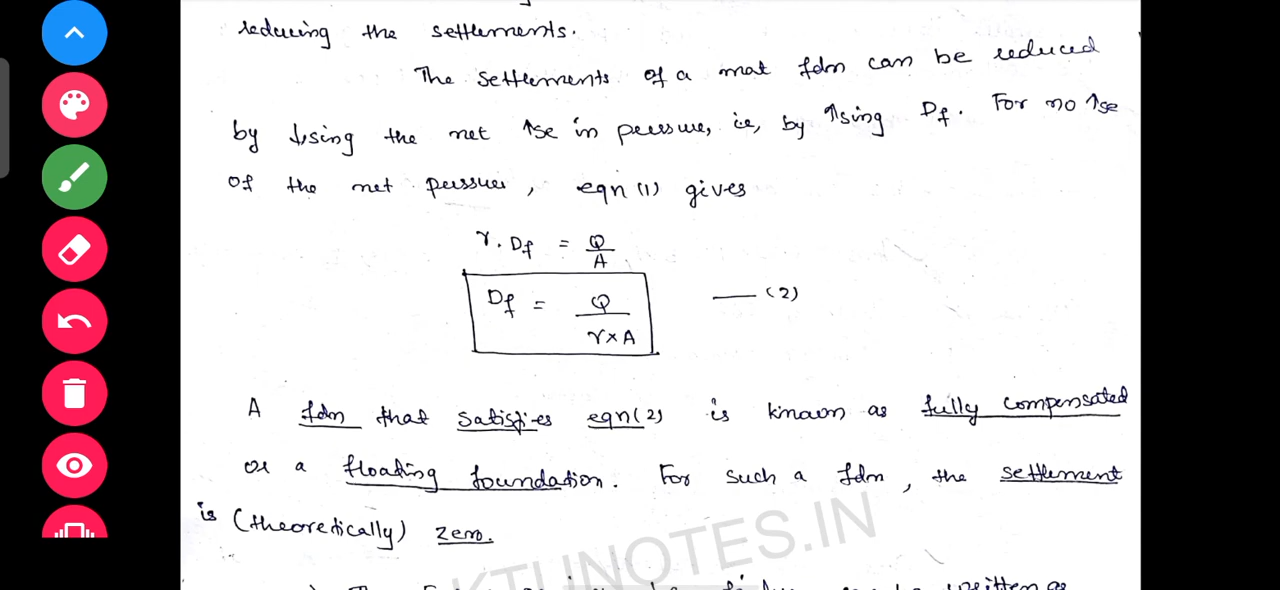 reducing the settlements.
The settlements of a mat fdn can be reduced
by ↓sing the net ↑se in pressure, ie, by ↑sing Df. For no ↑se
of the net pressure, eqn (1) gives
γ. Df = Q/A
Df = Q/γ×A —— (2)
A fdn that satisfies eqn(2) is known as fully compensated
or a floating foundation. For such a fdn, the settlement
is (theoretically) zero.
KTUNOTES.IN
written as